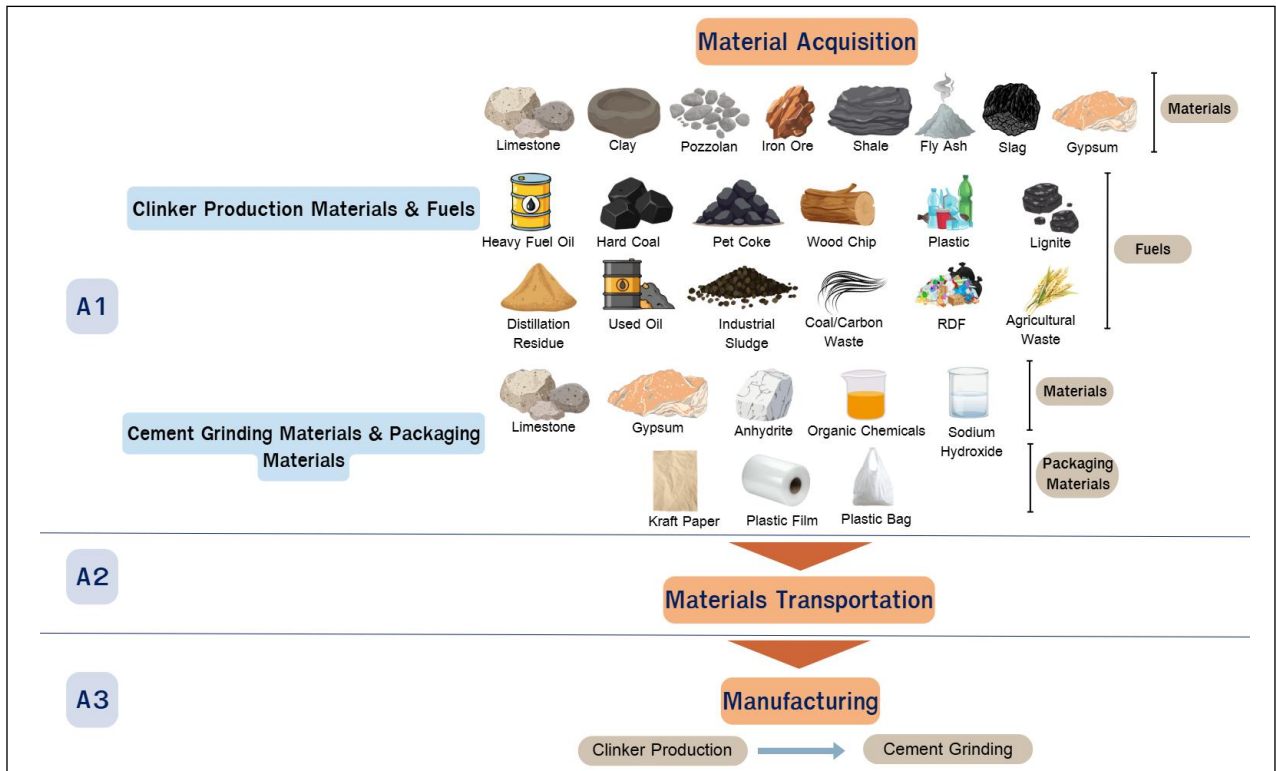 Material Acquisition
Limestone
Clay
Pozzolan
Iron Ore
Shale
Fly Ash
Slag
Gypsum
Materials
Clinker Production Materials & Fuels
Heavy Fuel Oil
Hard Coal
Pet Coke
Wood Chip
Plastic
Lignite
Fuels
A1
Distillation
Residue
Used Oil
Industrial
Sludge
Coal/Carbon
Waste
RDF
Agricultural
Waste
Cement Grinding Materials & Packaging
Materials
Limestone
Gypsum
Anhydrite
Organic Chemicals
Sodium
Hydroxide
Materials
Kraft Paper
Plastic Film
Plastic Bag
Packaging
Materials
A2
Materials Transportation
A3
Manufacturing
Clinker Production
Cement Grinding